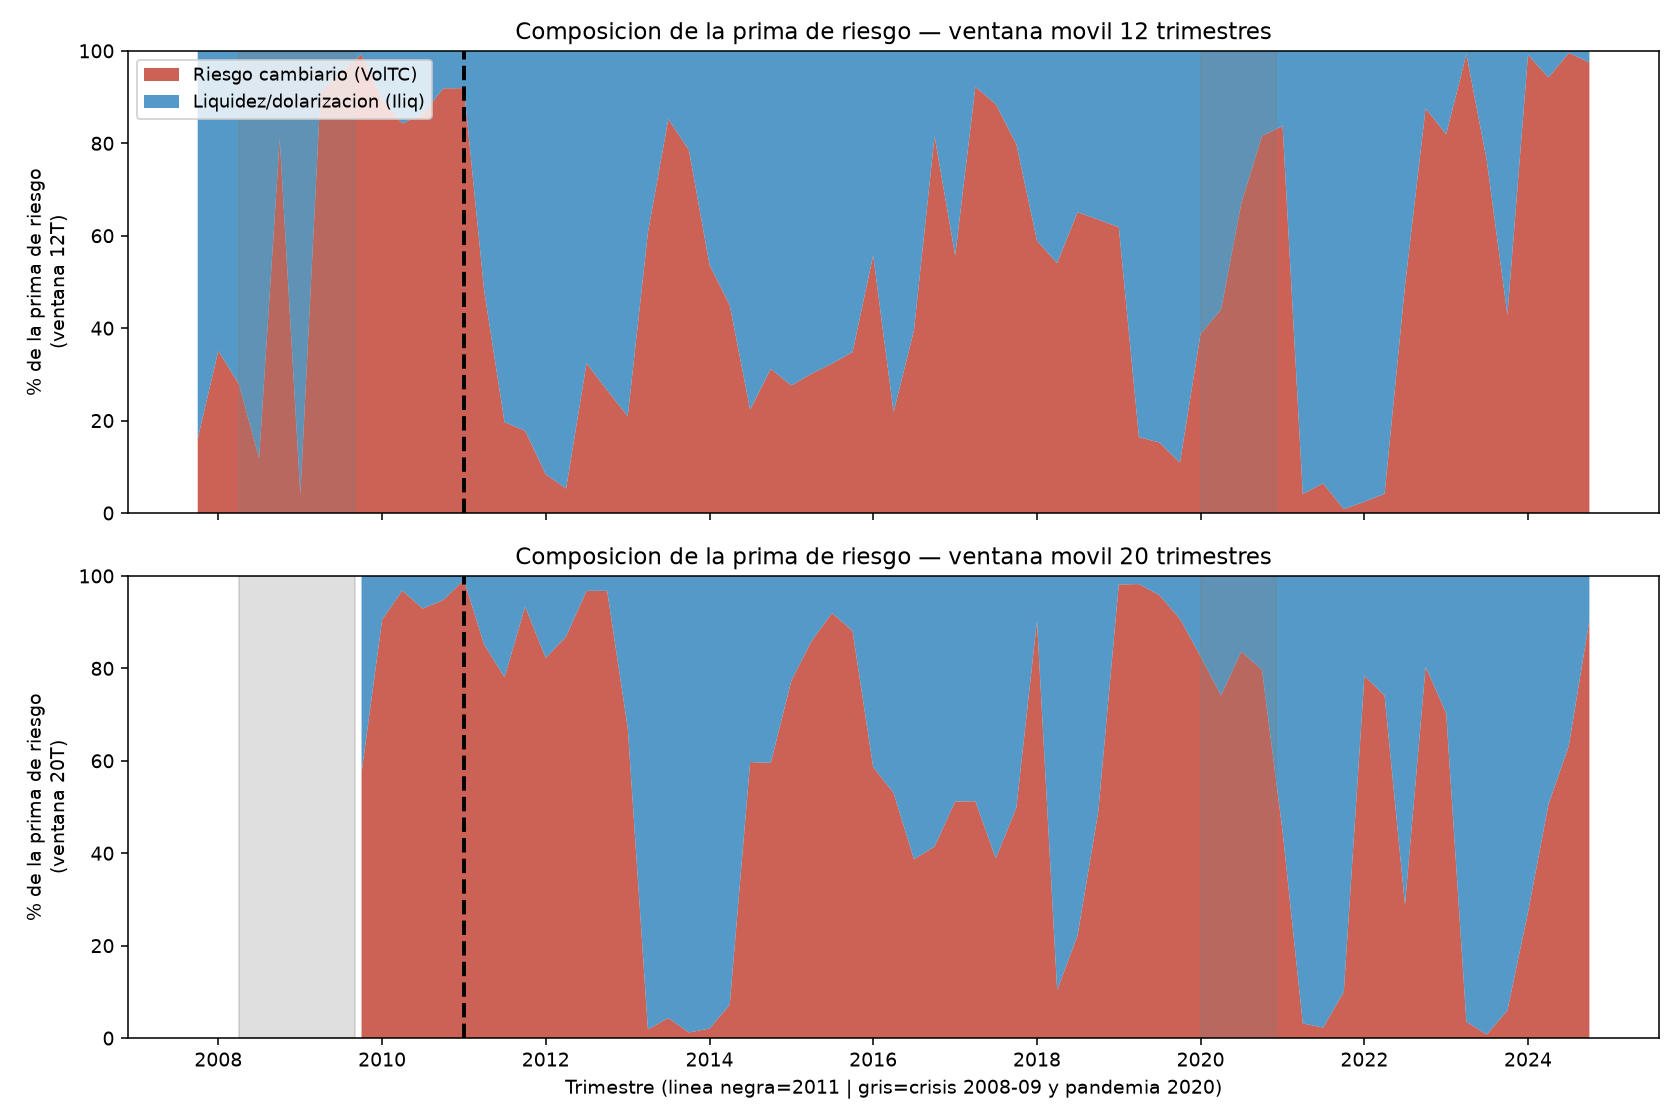 Composicion de la prima de riesgo — ventana movil 12 trimestres
% de la prima de riesgo
(ventana 12T)
100
80
60
40
20
0
Riesgo cambiario (VolTC)
Liquidez/dolarizacion (Iliq)
Composicion de la prima de riesgo — ventana movil 20 trimestres
% de la prima de riesgo
(ventana 20T)
100
80
60
40
20
0
2008 2010 2012 2014 2016 2018 2020 2022 2024
Trimestre (linea negra=2011 | gris=crisis 2008-09 y pandemia 2020)